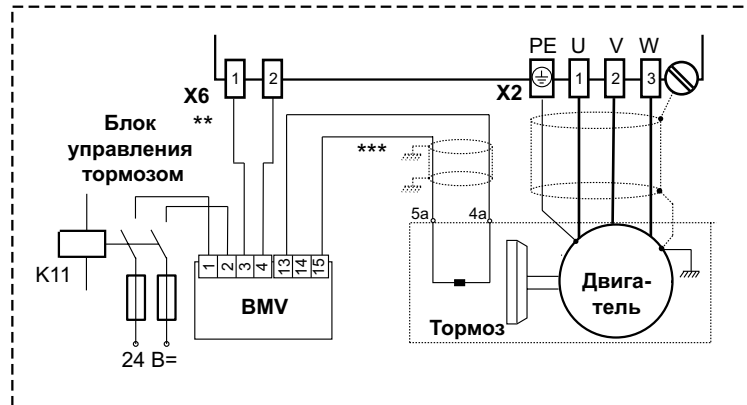 PE U V W
1 2
1 2 3
X6
X2
**
Блок
управления
тормозом
***
5a 4a
K11
1 2 3 4 13 14 15
BMV
Двига-
тель
Тормоз
24 В=